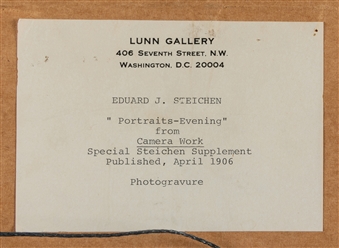 LUNN GALLERY
406 SEVENTH STREET, N.W.
WASHINGTON, D.C. 20004
EDUARD J. STEICHEN
" Portraits-Evening"
from
Camera Work
Special Steichen Supplement
Published, April 1906
Photogravure